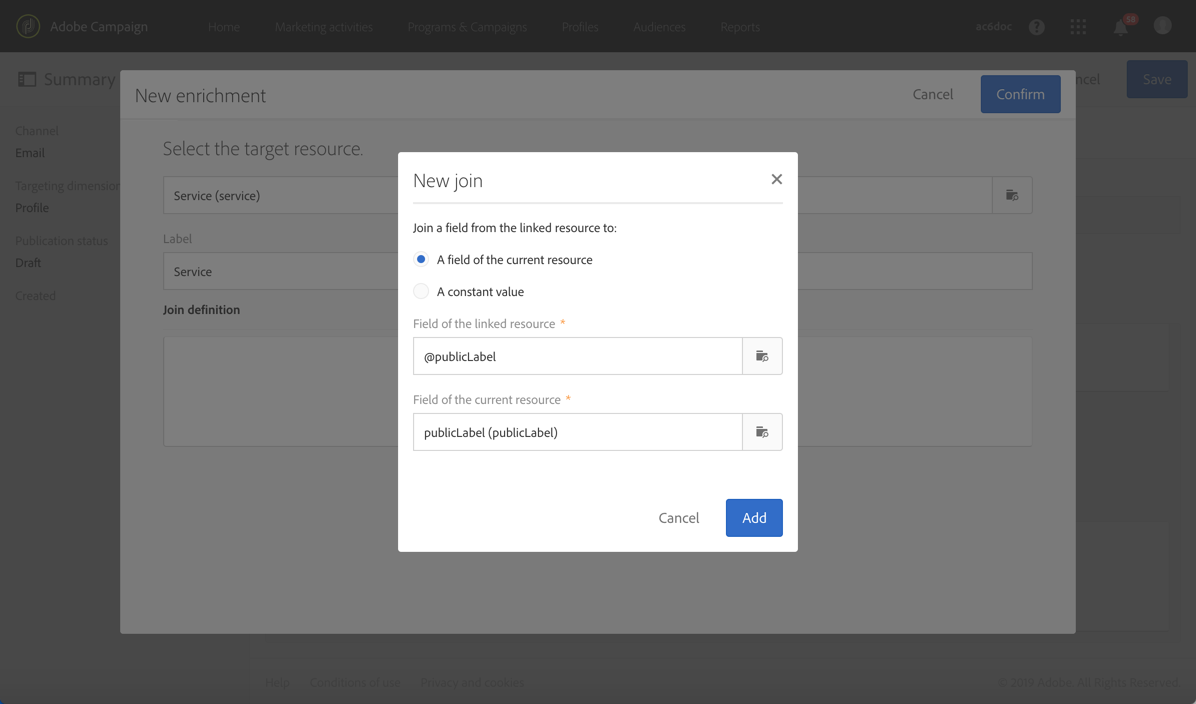 Adobe Campaign Home Marketing activities Programs & Campaigns Profiles Audiences Reports ac6doc ? 58
Summary ncel Save
New enrichment Cancel Confirm
Channel
Email
Targeting dimension
Profile
Publication status
Draft
Created
Select the target resource.
Service (service)
Label
Service
Join definition
New join ×
Join a field from the linked resource to:
A field of the current resource
A constant value
Field of the linked resource *
@publicLabel
Field of the current resource *
publicLabel (publicLabel)
Cancel Add
Help Conditions of use Privacy and cookies © 2019 Adobe. All Rights Reserved.